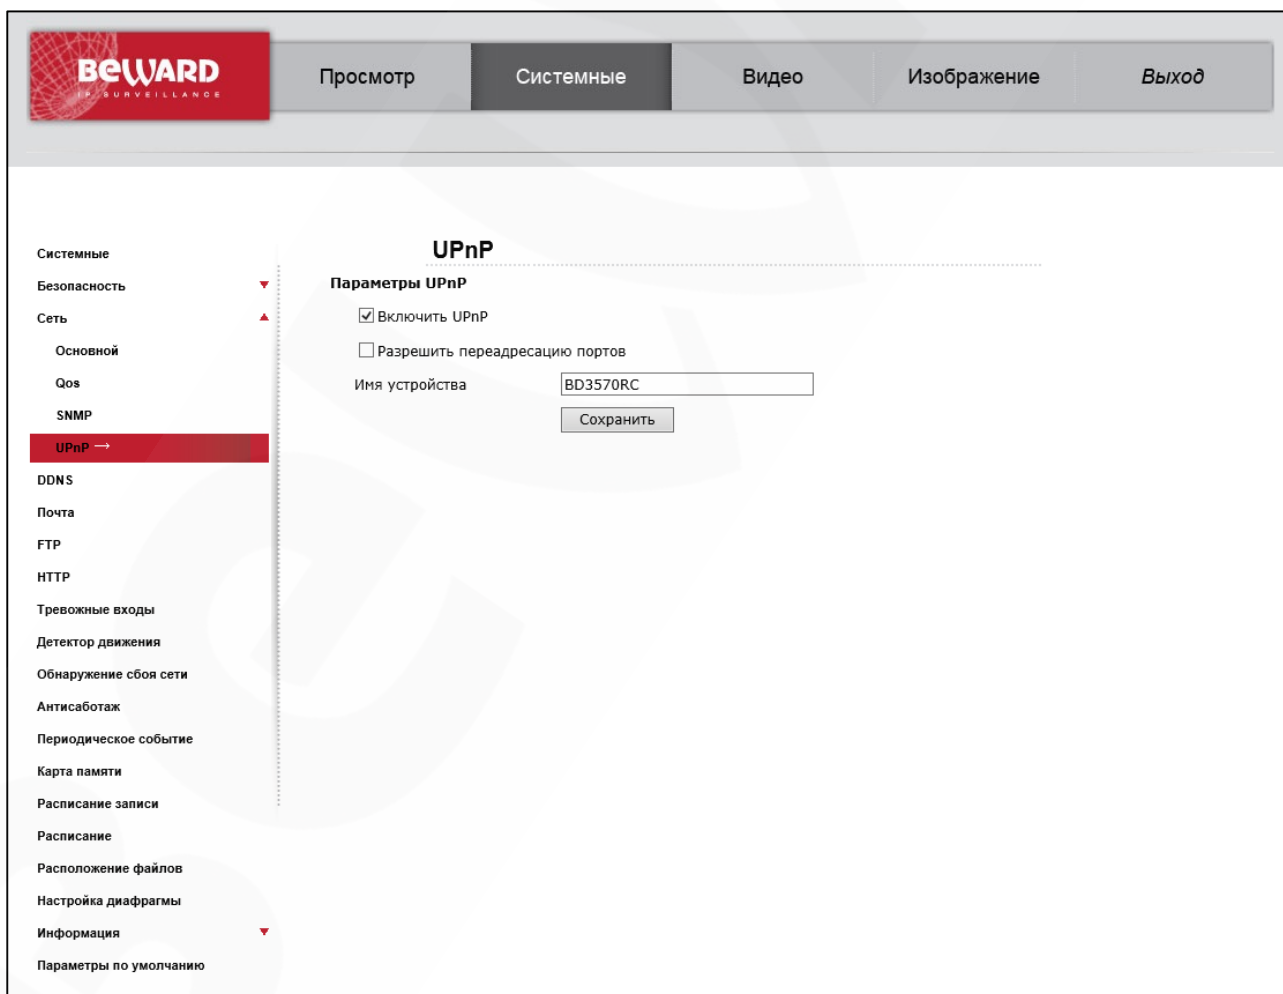 BeWARD
IP SURVEILLANCE
Просмотр
Системные
Видео
Изображение
Выход
Системные
Безопасность
Сеть
Основной
Qos
SNMP
UPnP →
DDNS
Почта
FTP
HTTP
Тревожные входы
Детектор движения
Обнаружение сбоя сети
Антисаботаж
Периодическое событие
Карта памяти
Расписание записи
Расписание
Расположение файлов
Настройка диафрагмы
Информация
Параметры по умолчанию
UPnP
Параметры UPnP
Включить UPnP
Разрешить переадресацию портов
Имя устройства
BD3570RC
Сохранить